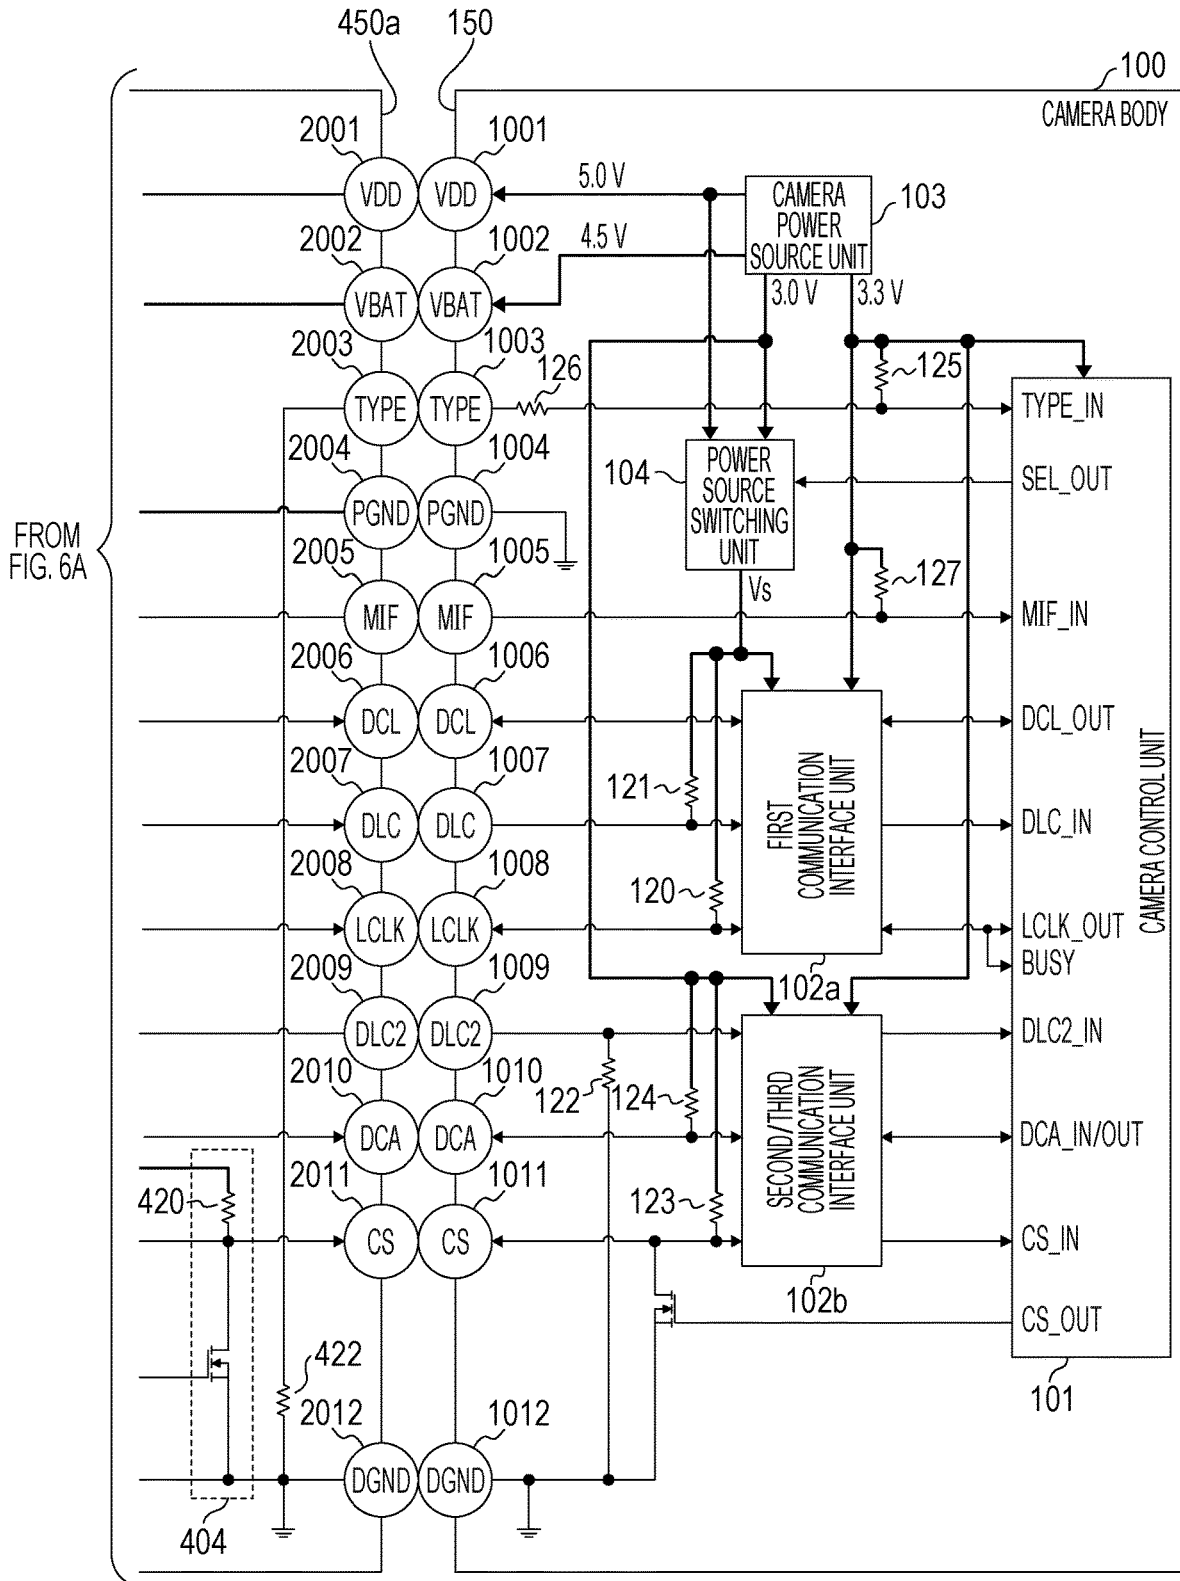 450a
150
100
CAMERA BODY
2001
1001
VDD
VDD
5.0 V
CAMERA
POWER
SOURCE UNIT
103
2002
1002
VBAT
VBAT
4.5 V
3.0 V
3.3 V
2003
1003
TYPE
TYPE
126
125
TYPE_IN
2004
1004
PGND
PGND
104
POWER
SOURCE
SWITCHING
UNIT
SEL_OUT
FROM
FIG. 6A
2005
1005
MIF
MIF
Vs
127
MIF_IN
2006
1006
DCL
DCL
DCL_OUT
2007
1007
DLC
DLC
121
FIRST
COMMUNICATION
INTERFACE UNIT
DLC_IN
CAMERA CONTROL UNIT
2008
1008
LCLK
LCLK
120
LCLK_OUT
BUSY
102a
2009
1009
DLC2
DLC2
DLC2_IN
2010
1010
DCA
DCA
122
124
SECOND/THIRD
COMMUNICATION
INTERFACE UNIT
DCA_IN/OUT
420
2011
1011
CS
CS
123
CS_IN
102b
CS_OUT
422
101
2012
1012
DGND
DGND
404